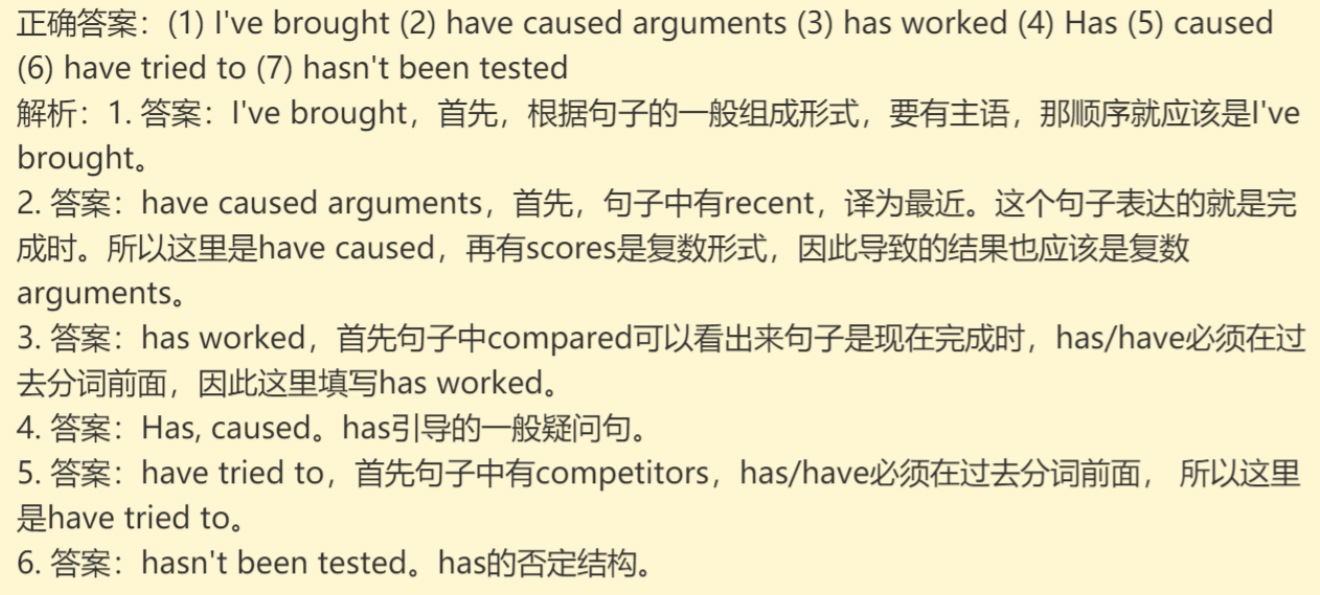 正确答案：(1) I've brought (2) have caused arguments (3) has worked (4) Has (5) caused
(6) have tried to (7) hasn't been tested
解析：1. 答案：I've brought，首先，根据句子的一般组成形式，要有主语，那顺序就应该是I've
brought。
2. 答案：have caused arguments，首先，句子中有recent，译为最近。这个句子表达的就是完
成时。所以这里是have caused，再有scores是复数形式，因此导致的结果也应该是复数
arguments。
3. 答案：has worked，首先句子中compared可以看出来句子是现在完成时，has/have必须在过
去分词前面，因此这里填写has worked。
4. 答案：Has, caused。has引导的一般疑问句。
5. 答案：have tried to，首先句子中有competitors，has/have必须在过去分词前面， 所以这里
是have tried to。
6. 答案：hasn't been tested。has的否定结构。